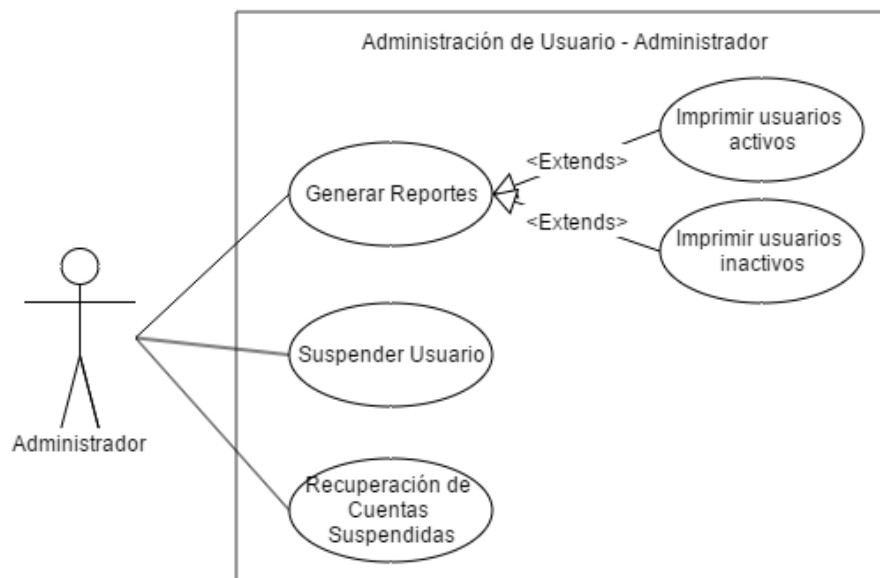 Administración de Usuario - Administrador
Imprimir usuarios
activos
<Extends>
Generar Reportes
<Extends>
Imprimir usuarios
inactivos
Suspender Usuario
Administrador
Recuperación de
Cuentas
Suspendidas